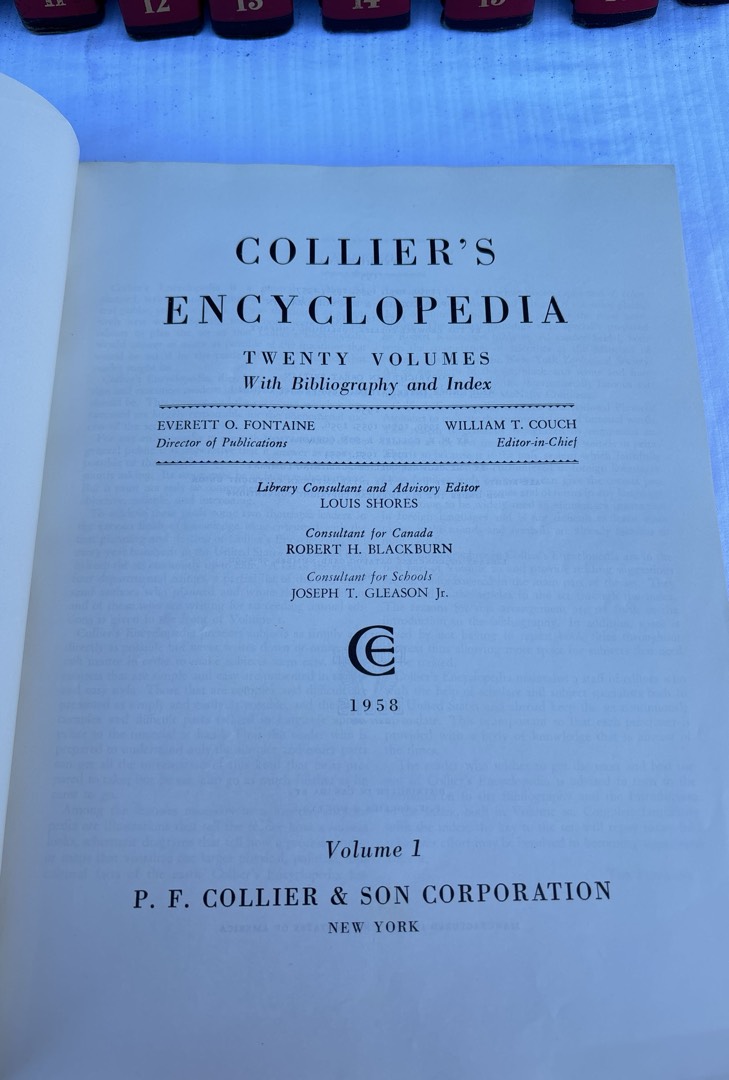 12
13
14
COLLIER'S
ENCYCLOPEDIA
TWENTY VOLUMES
With Bibliography and Index
EVERETT O. FONTAINE WILLIAM T. COUCH
Director of Publications Editor-in-Chief
Library Consultant and Advisory Editor
LOUIS SHORES
Consultant for Canada
ROBERT H. BLACKBURN
Consultant for Schools
JOSEPH T. GLEASON Jr.
CE
1958
Volume 1
P. F. COLLIER & SON CORPORATION
NEW YORK